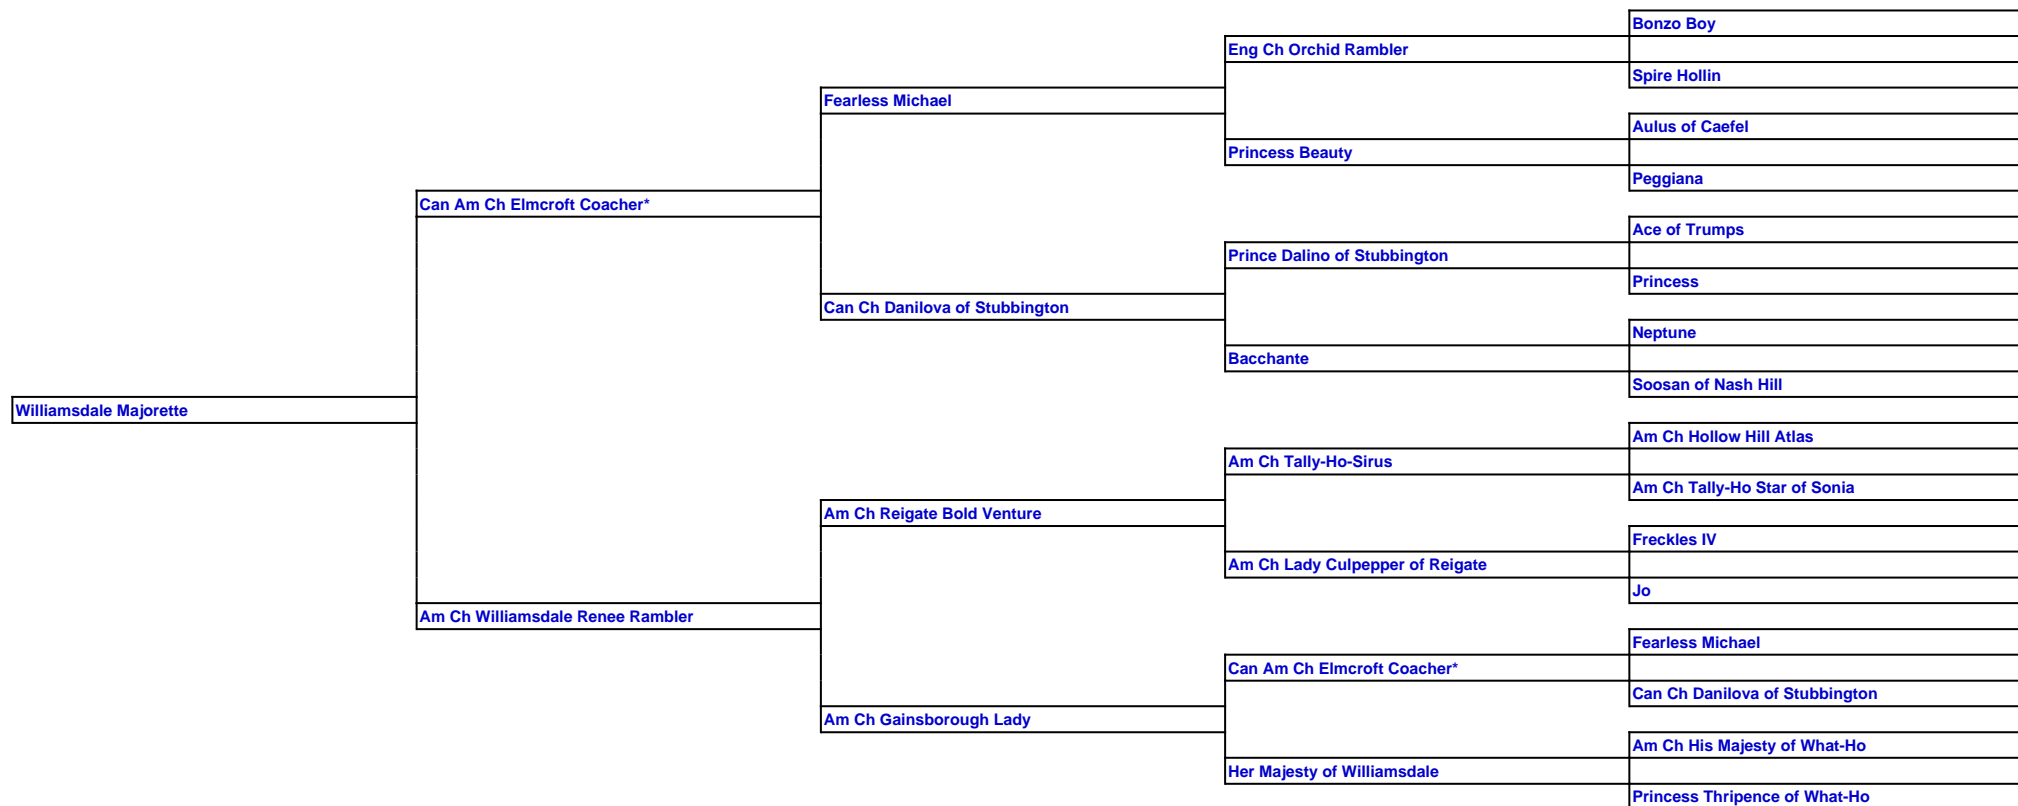 Bonzo Boy
Eng Ch Orchid Rambler
Spire Hollin
Fearless Michael
Aulus of Caefel
Princess Beauty
Peggiana
Can Am Ch Elmcroft Coacher*
Ace of Trumps
Prince Dalino of Stubbington
Princess
Can Ch Danilova of Stubbington
Neptune
Bacchante
Soosan of Nash Hill
Williamsdale Majorette
Am Ch Hollow Hill Atlas
Am Ch Tally-Ho-Sirus
Am Ch Tally-Ho Star of Sonia
Am Ch Reigate Bold Venture
Freckles IV
Am Ch Lady Culpepper of Reigate
Jo
Am Ch Williamsdale Renee Rambler
Fearless Michael
Can Am Ch Elmcroft Coacher*
Can Ch Danilova of Stubbington
Am Ch Gainsborough Lady
Am Ch His Majesty of What-Ho
Her Majesty of Williamsdale
Princess Thripence of What-Ho